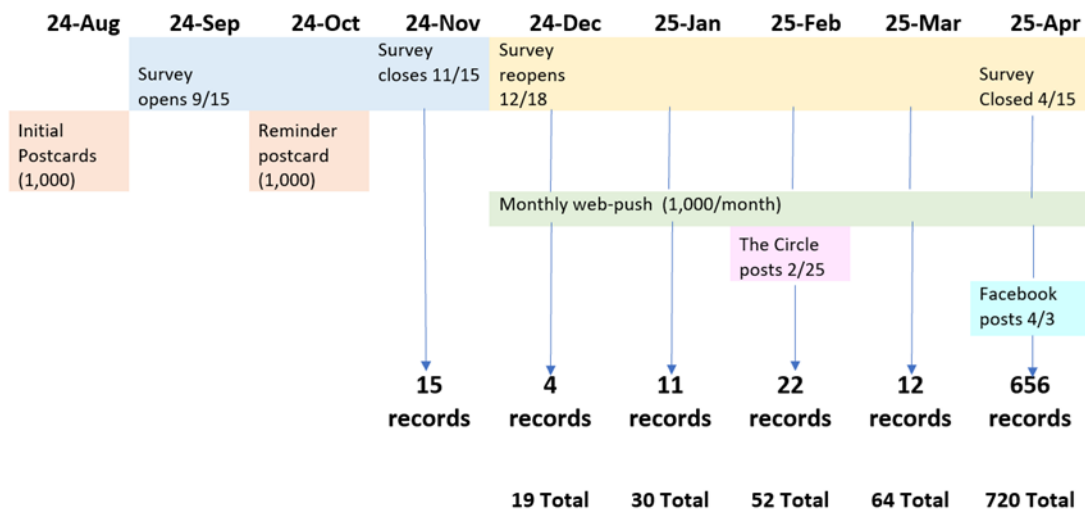 24-Aug 24-Sep 24-Oct 24-Nov 24-Dec 25-Jan 25-Feb 25-Mar 25-Apr
Survey
opens 9/15
Survey
closes 11/15
Survey
reopens
12/18
Survey
Closed 4/15
Initial
Postcards
(1,000)
Reminder
postcard
(1,000)
Monthly web-push (1,000/month)
The Circle
posts 2/25
Facebook
posts 4/3
15 4 11 22 12 656
records records records records records records
19 Total 30 Total 52 Total 64 Total 720 Total